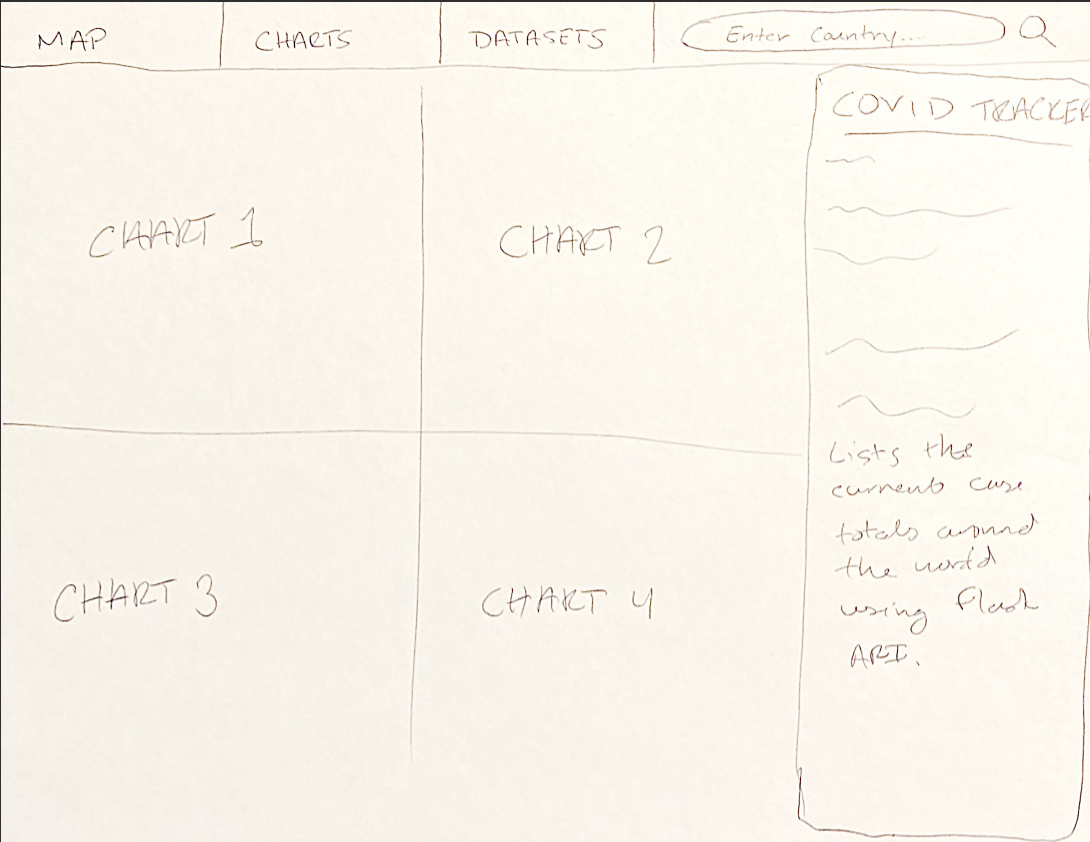 MAP
CHARTS
DATASETS
Enter Country...
COVID TRACKER
CHART 1
CHART 2
CHART 3
CHART 4
Lists the
current case
totals around
the world
using Flask
API.